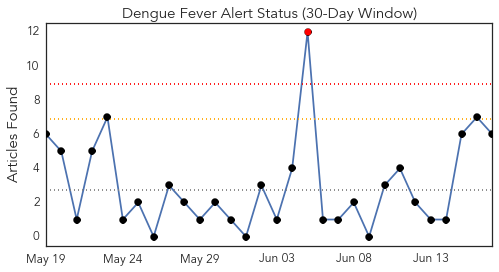 Dengue Fever Alert Status (30-Day Window)
Articles Found
12
10
8
6
4
2
0
May 19 May 24 May 29 Jun 03 Jun 08 Jun 13